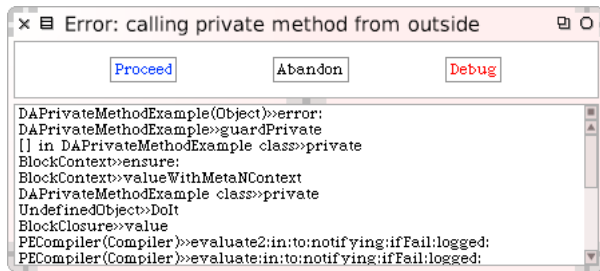 Error: calling private method from outside
Proceed Abandon Debug
DAPrivateMethodExample(Object)»error:
DAPrivateMethodExample»guardPrivate
[] in DAPrivateMethodExample class»private
BlockContext»ensure:
BlockContext»valueWithMetaNContext
DAPrivateMethodExample class»private
UndefinedObject»DoIt
BlockClosure»value
PECompiler(Compiler)»evaluate2:in:to:notifying:ifFail:logged:
PECompiler(Compiler)»evaluate:in:to:notifying:ifFail:logged: